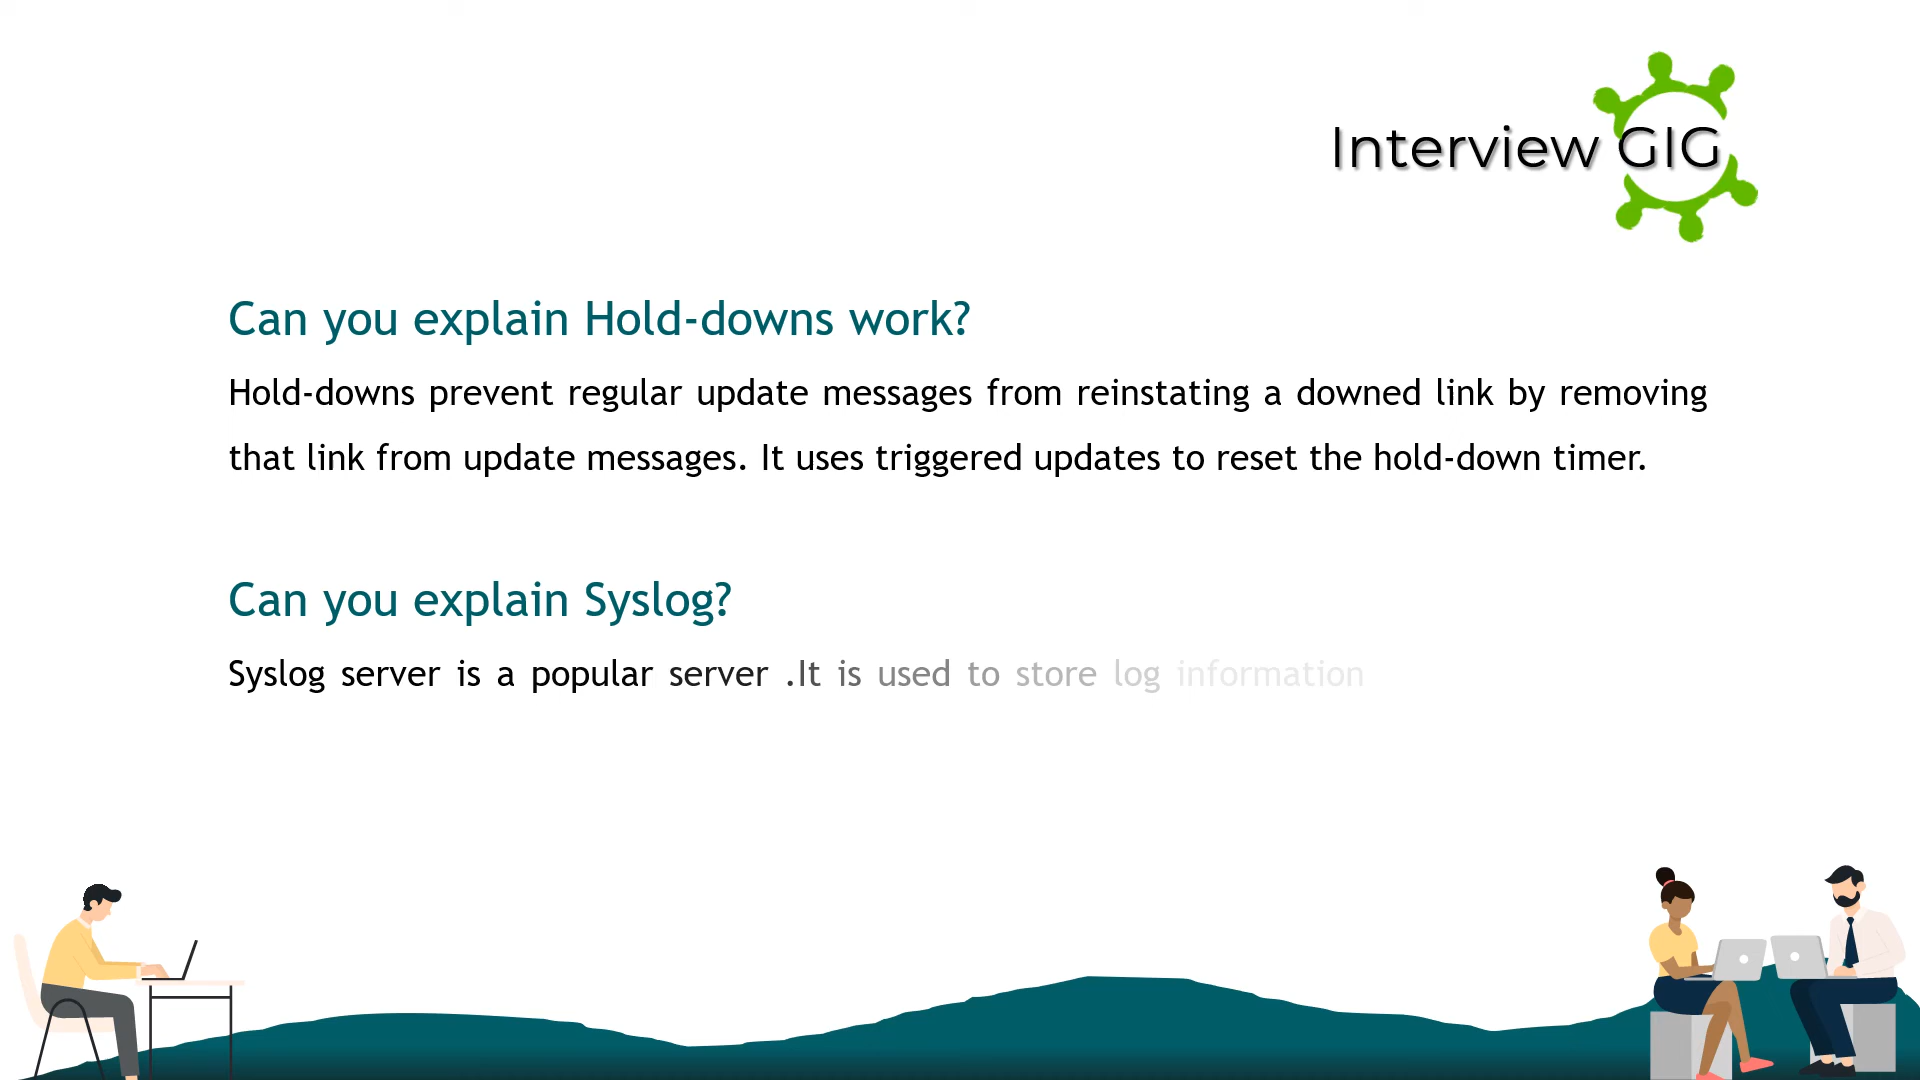 Interview GIG
Can you explain Hold-downs work?
Hold-downs prevent regular update messages from reinstating a downed link by removing
that link from update messages. It uses triggered updates to reset the hold-down timer.
Can you explain Syslog?
Syslog server is a popular server .It is used to store log information